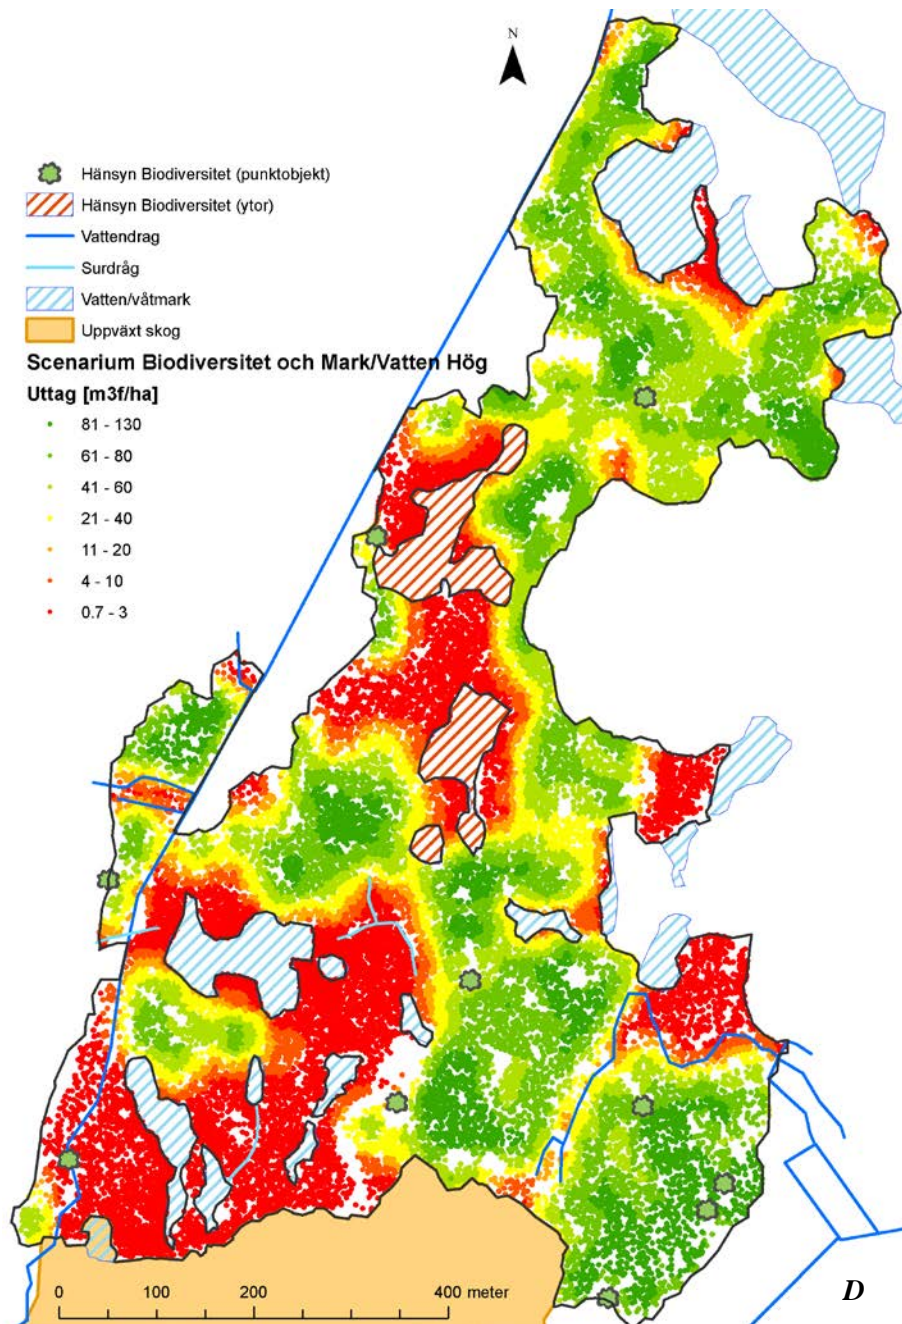 N
Hänsyn Biodiversitet (punktobjekt)
Hänsyn Biodiversitet (ytor)
Vattendrag
Surdråg
Vatten/våtmark
Uppväxt skog
Scenarium Biodiversitet och Mark/Vatten Hög
Uttag [m3f/ha]
81 - 130
61 - 80
41 - 60
21 - 40
11 - 20
4 - 10
0.7 - 3
0 100 200 400 meter
D